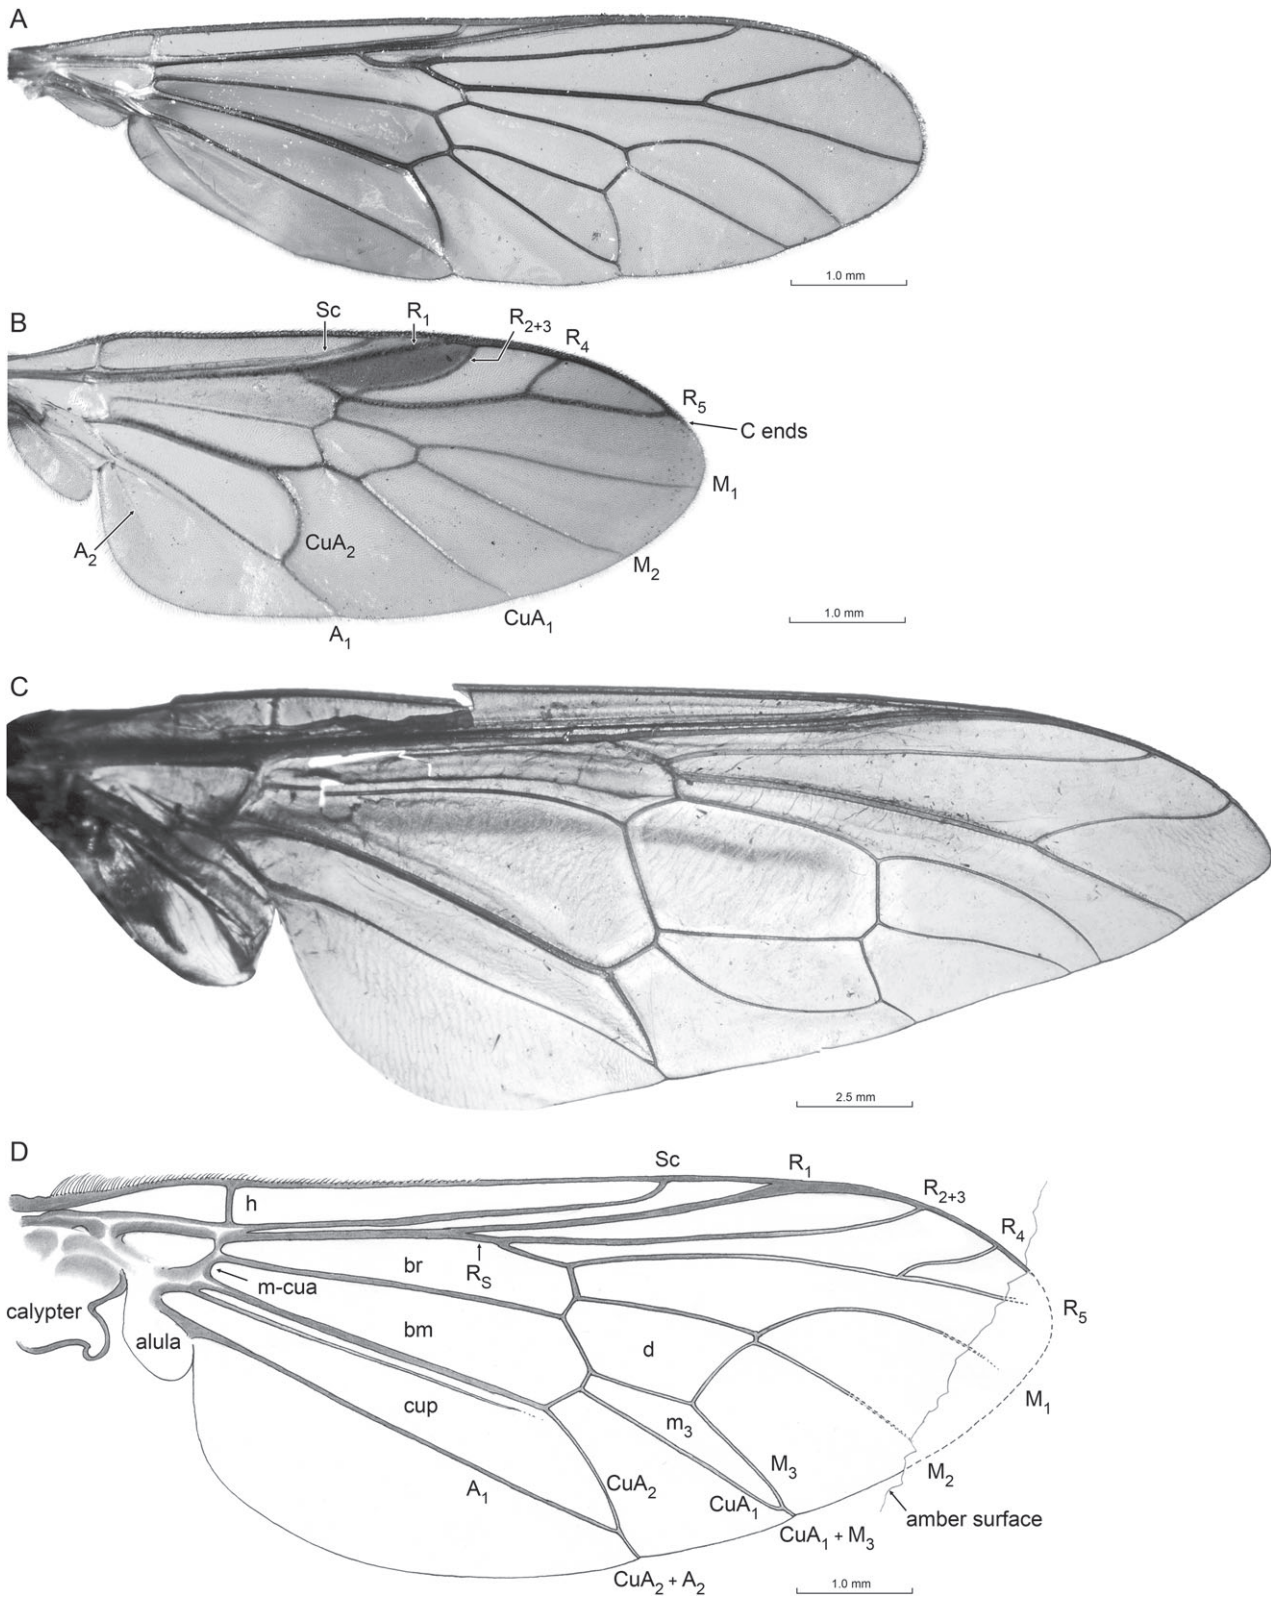 A
1.0 mm
B
Sc
R1
R2+3
R4
R5
C ends
M1
M2
CuA2
A2
CuA1
A1
1.0 mm
C
2.5 mm
D
Sc
R1
R2+3
R4
h
RS
br
m-cua
R5
calypter
alula
bm
d
cup
m3
M1
M3
M2
A1
CuA2
CuA1
amber surface
CuA1 + M3
CuA2 + A2
1.0 mm